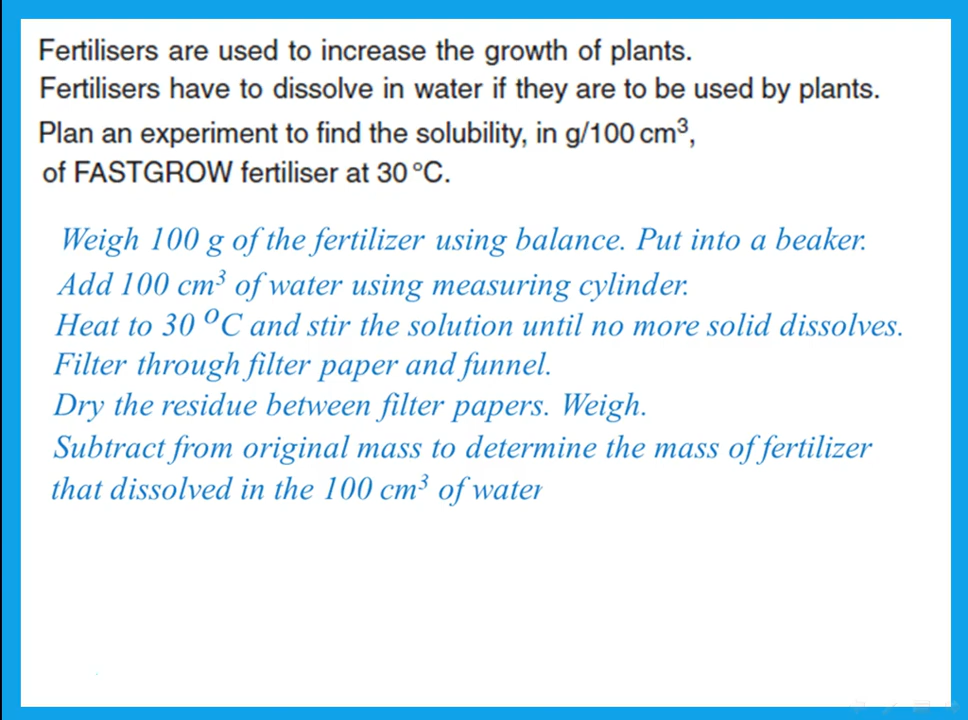 Fertilisers are used to increase the growth of plants.
Fertilisers have to dissolve in water if they are to be used by plants.
Plan an experiment to find the solubility, in g/100 cm³,
of FASTGROW fertiliser at 30 °C.
Weigh 100 g of the fertilizer using balance. Put into a beaker.
Add 100 cm³ of water using measuring cylinder.
Heat to 30 ⁰C and stir the solution until no more solid dissolves.
Filter through filter paper and funnel.
Dry the residue between filter papers. Weigh.
Subtract from original mass to determine the mass of fertilizer
that dissolved in the 100 cm³ of water